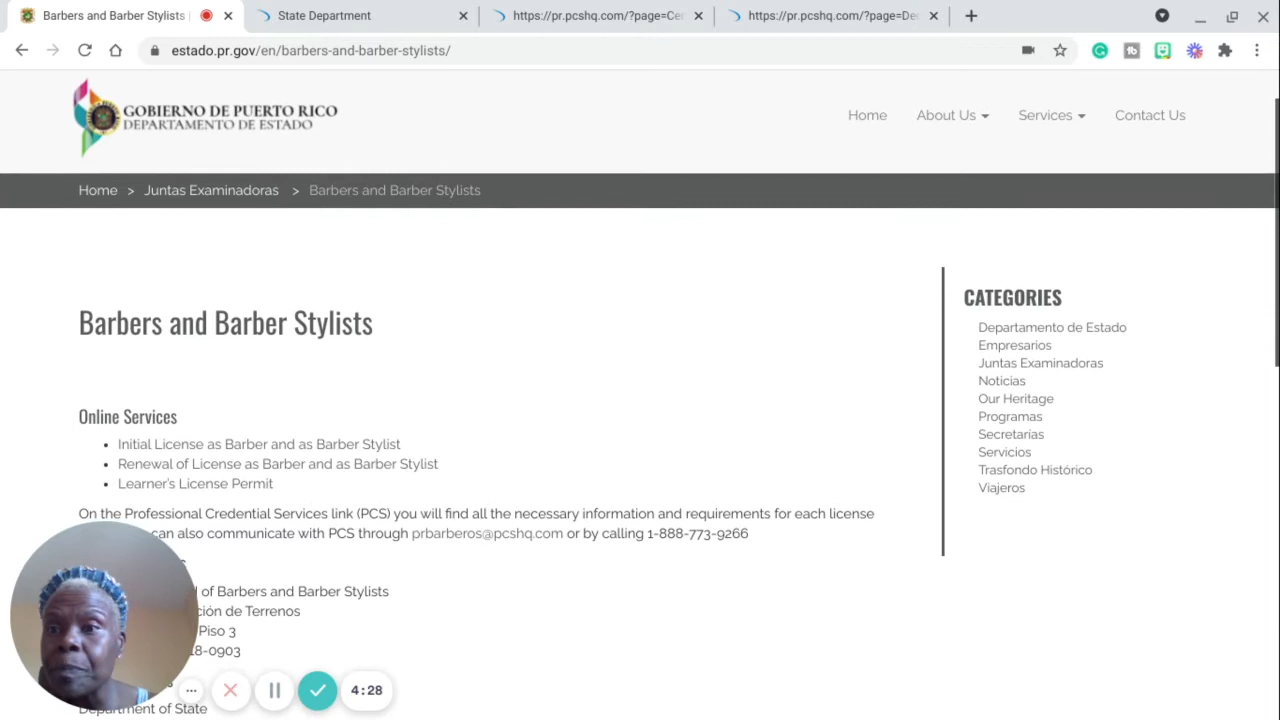 Barbers and Barber Stylists
State Department
https://pr.pcshq.com/?page=Cer
https://pr.pcshq.com/?page=Dec
estado.pr.gov/en/barbers-and-barber-stylists/
GOBIERNO DE PUERTO RICO
DEPARTAMENTO DE ESTADO
Home About Us Services Contact Us
Home > Juntas Examinadoras > Barbers and Barber Stylists
Barbers and Barber Stylists
Online Services
• Initial License as Barber and as Barber Stylist
• Renewal of License as Barber and as Barber Stylist
• Learner's License Permit
On the Professional Credential Services link (PCS) you will find all the necessary information and requirements for each license
can also communicate with PCS through prbarberos@pcshq.com or by calling 1-888-773-9266
of Barbers and Barber Stylists
ción de Terrenos
Piso 3
18-0903
Department of State
CATEGORIES
Departamento de Estado
Empresarios
Juntas Examinadoras
Noticias
Our Heritage
Programas
Secretarías
Servicios
Trasfondo Histórico
Viajeros
4:28